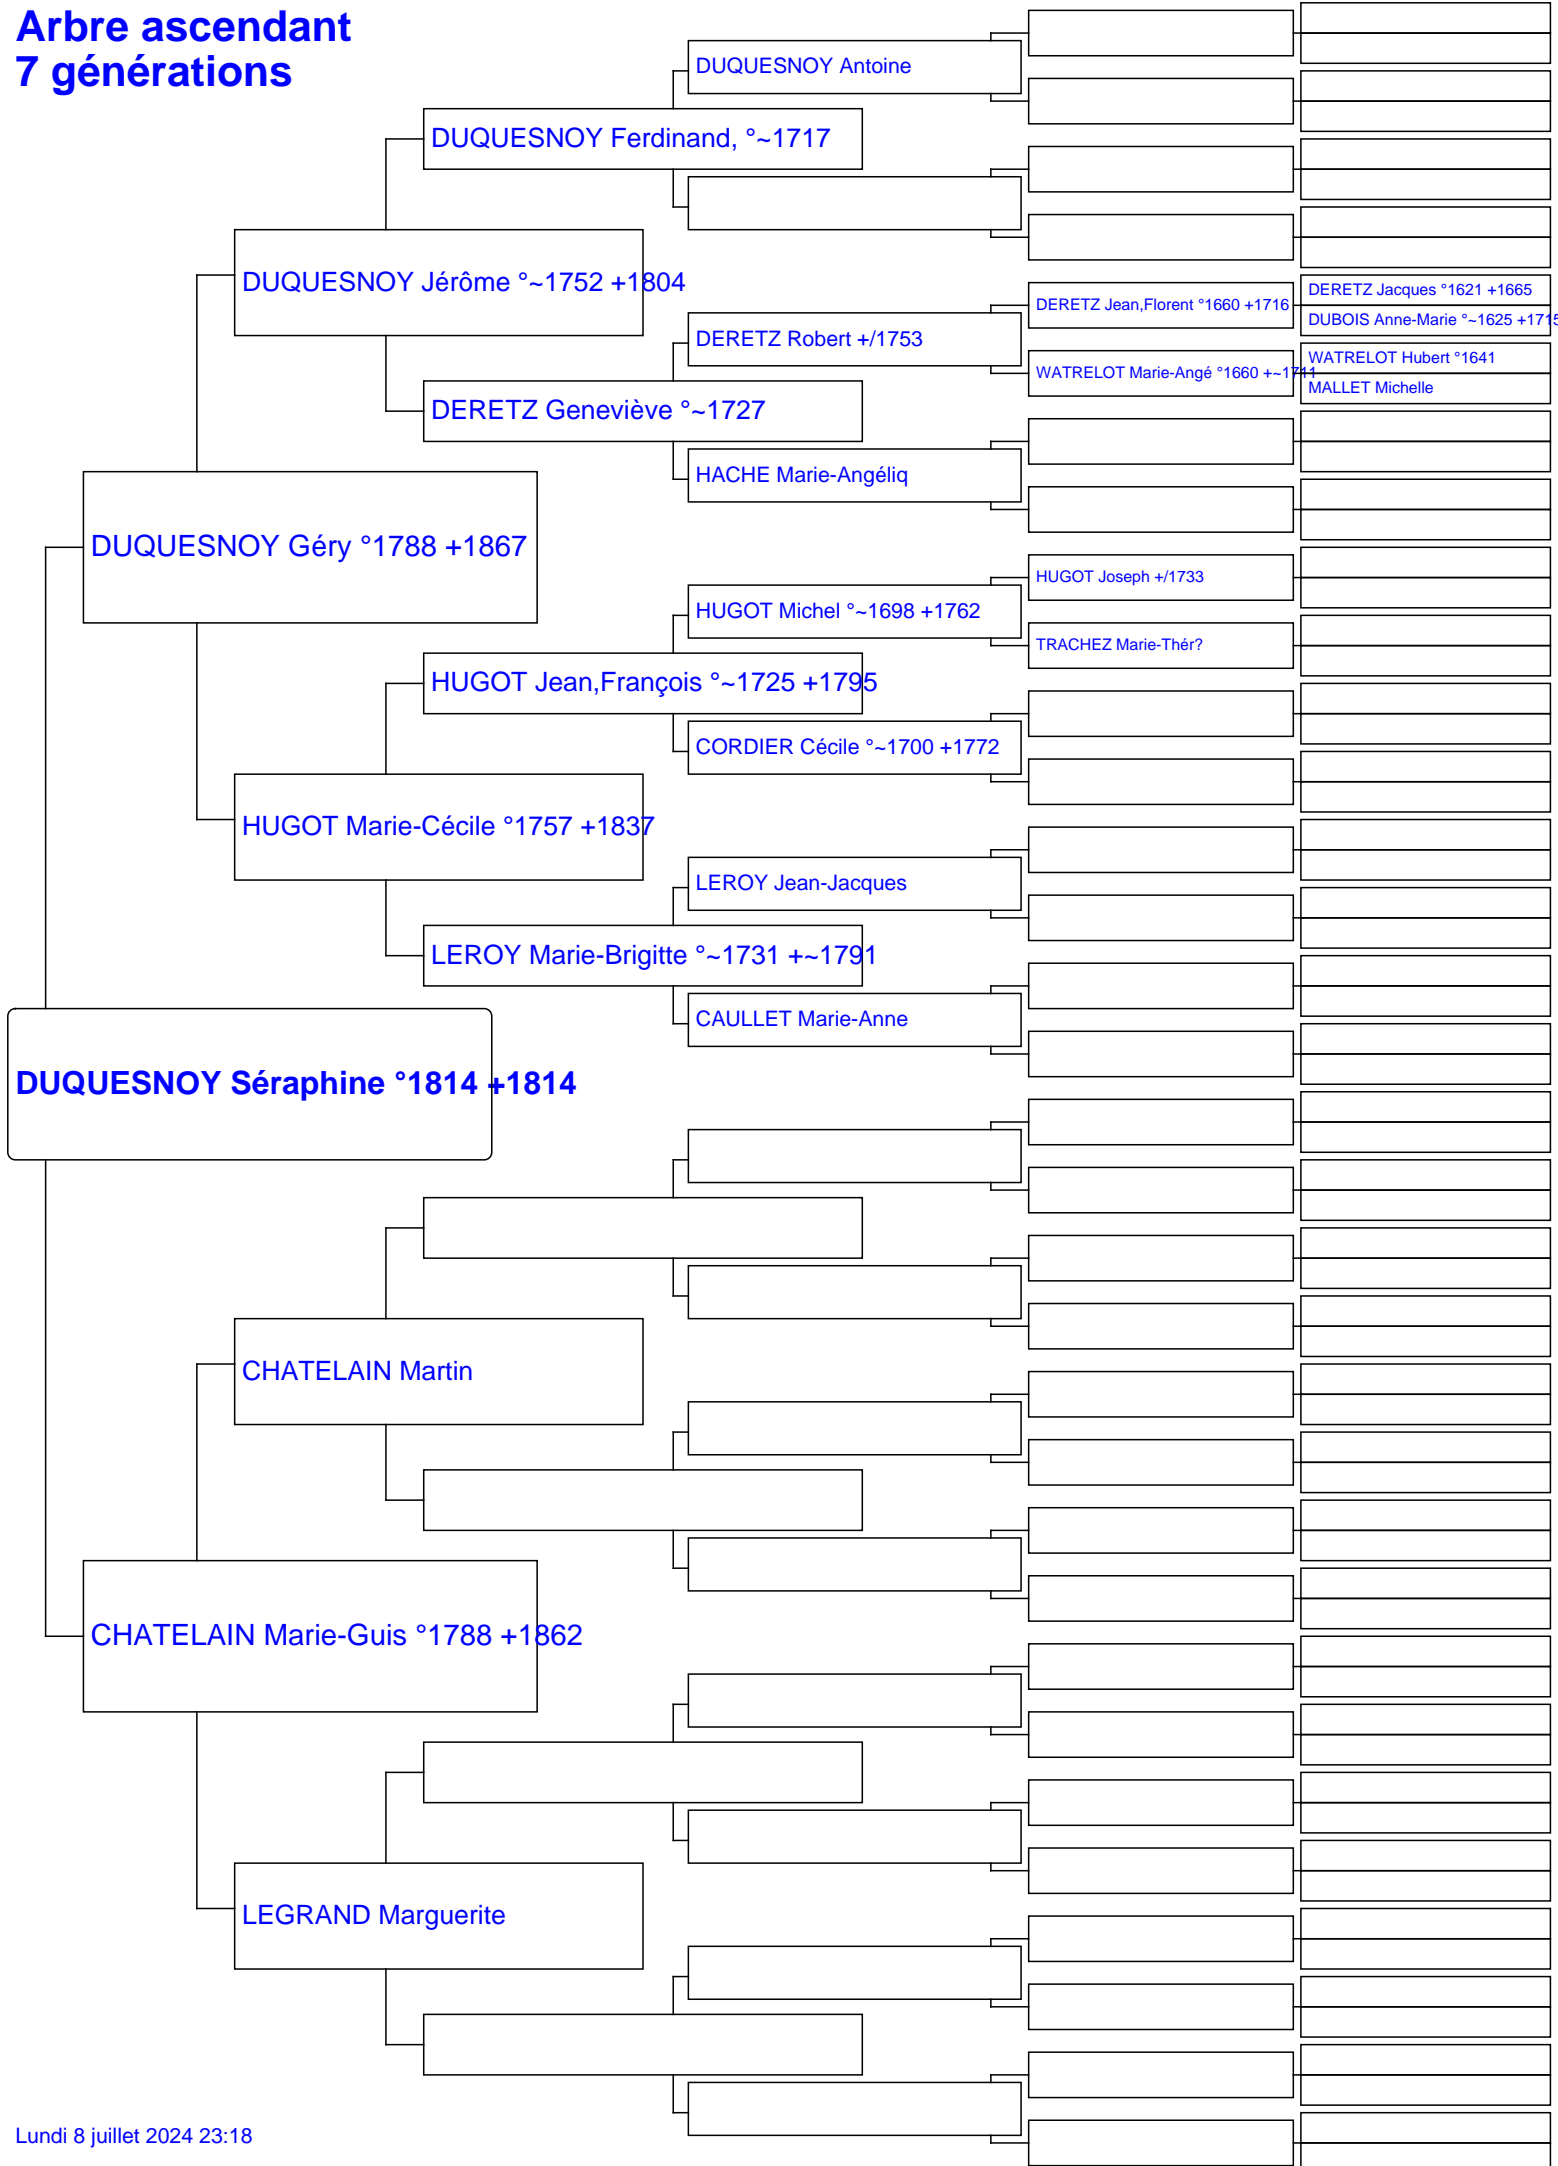 Arbre ascendant
7 générations
DUQUESNOY Antoine
DUQUESNOY Ferdinand, °~1717
DUQUESNOY Jérôme °~1752 +1804
DERETZ Jacques °1621 +1665
DERETZ Jean,Florent °1660 +1716
DUBOIS Anne-Marie °~1625 +1715
DERETZ Robert +/1753
WATRELOT Hubert °1641
WATRELOT Marie-Angé °1660 +~1711
MALLET Michelle
DERETZ Geneviève °~1727
HACHE Marie-Angéliq
DUQUESNOY Géry °1788 +1867
HUGOT Joseph +/1733
HUGOT Michel °~1698 +1762
TRACHEZ Marie-Thér?
HUGOT Jean,François °~1725 +1795
CORDIER Cécile °~1700 +1772
HUGOT Marie-Cécile °1757 +1837
LEROY Jean-Jacques
LEROY Marie-Brigitte °~1731 +~1791
CAULLET Marie-Anne
DUQUESNOY Séraphine °1814 +1814
CHATELAIN Martin
CHATELAIN Marie-Guis °1788 +1862
LEGRAND Marguerite
Lundi 8 juillet 2024 23:18